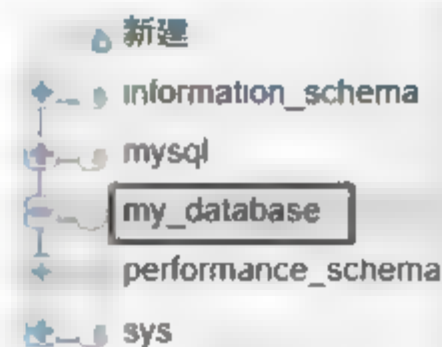 新建
information_schema
mysql
my_database
performance_schema
sys